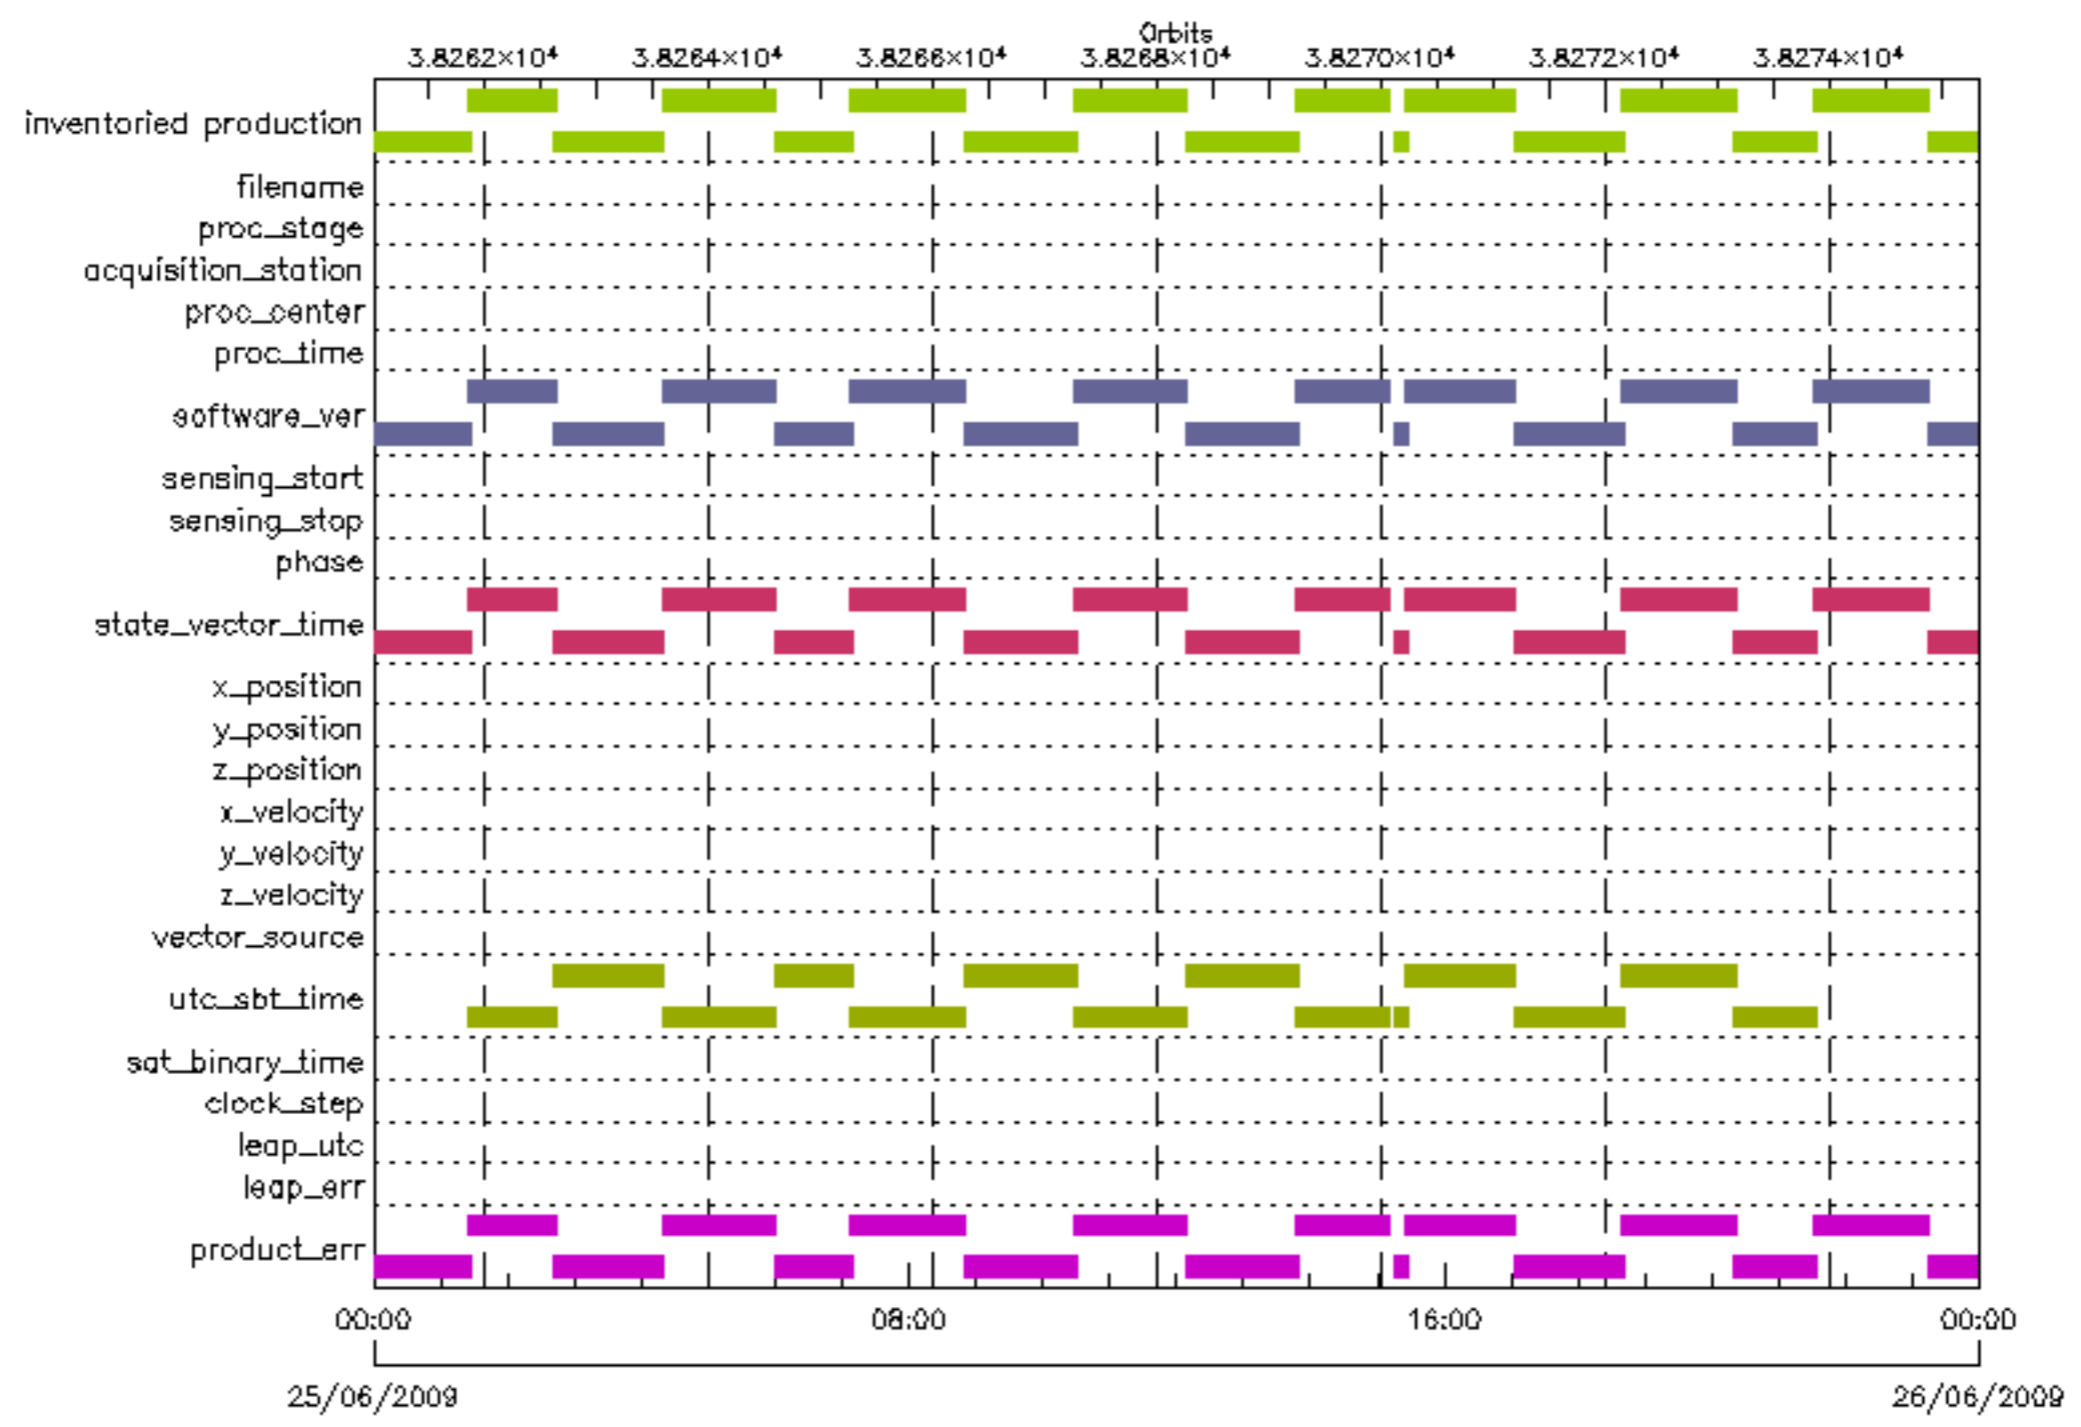 Orbits
3.8262×10⁴ 3.8264×10⁴ 3.8266×10⁴ 3.8268×10⁴ 3.8270×10⁴ 3.8272×10⁴ 3.8274×10⁴
inventoried production
filename
proc_stage
acquisition_station
proc_center
proc_time
software_ver
sensing_start
sensing_stop
phase
state_vector_time
x_position
y_position
z_position
x_velocity
y_velocity
z_velocity
vector_source
utc_sbt_time
sat_binary_time
clock_step
leap_utc
leap_err
product_err
00:00 08:00 16:00 00:00
25/06/2009 26/06/2009